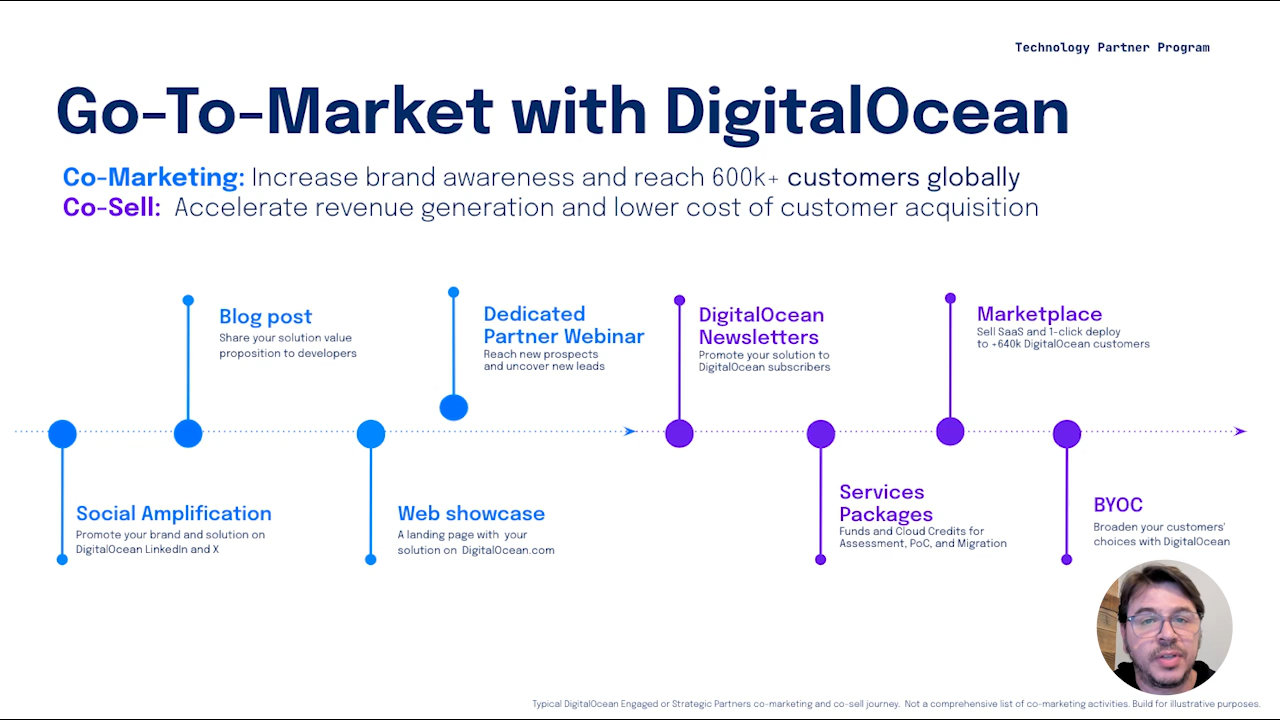 Technology Partner Program
Go-To-Market with DigitalOcean
Co-Marketing: Increase brand awareness and reach 600k+ customers globally
Co-Sell: Accelerate revenue generation and lower cost of customer acquisition
Blog post
Share your solution value
proposition to developers
Dedicated
Partner Webinar
Reach new prospects
and uncover new leads
DigitalOcean
Newsletters
Promote your solution to
DigitalOcean subscribers
Marketplace
Sell SaaS and 1-click deploy
to +640k DigitalOcean customers
Social Amplification
Promote your brand and solution on
DigitalOcean LinkedIn and X
Web showcase
A landing page with your
solution on DigitalOcean.com
Services
Packages
Funds and Cloud Credits for
Assessment, PoC, and Migration
BYOC
Broaden your customers'
choices with DigitalOcean
Typical DigitalOcean Engaged or Strategic Partners co-marketing and co-sell journey. Not a comprehensive list of co-marketing activities. Build for illustrative purposes.